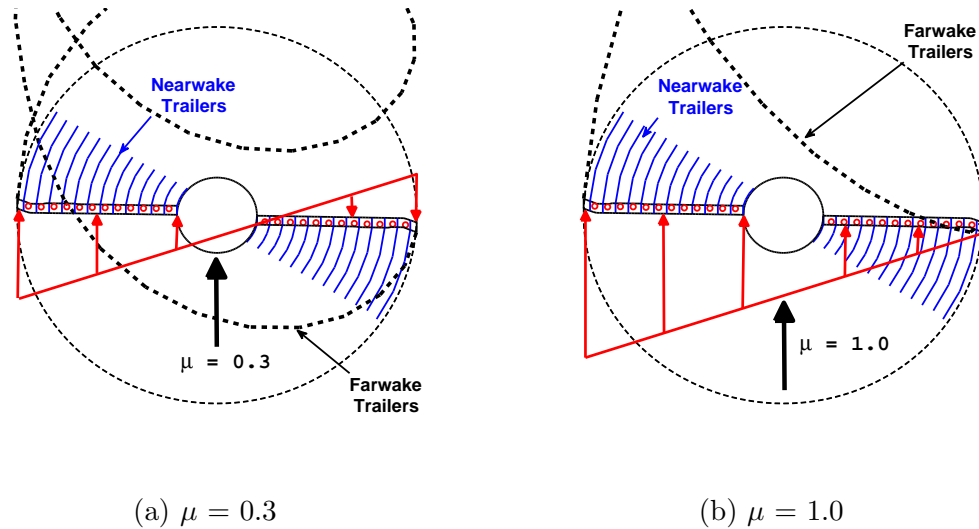 Nearwake
Trailers
μ = 0.3
Farwake
Trailers
(a) μ = 0.3
Farwake
Trailers
Nearwake
Trailers
μ = 1.0
(b) μ = 1.0